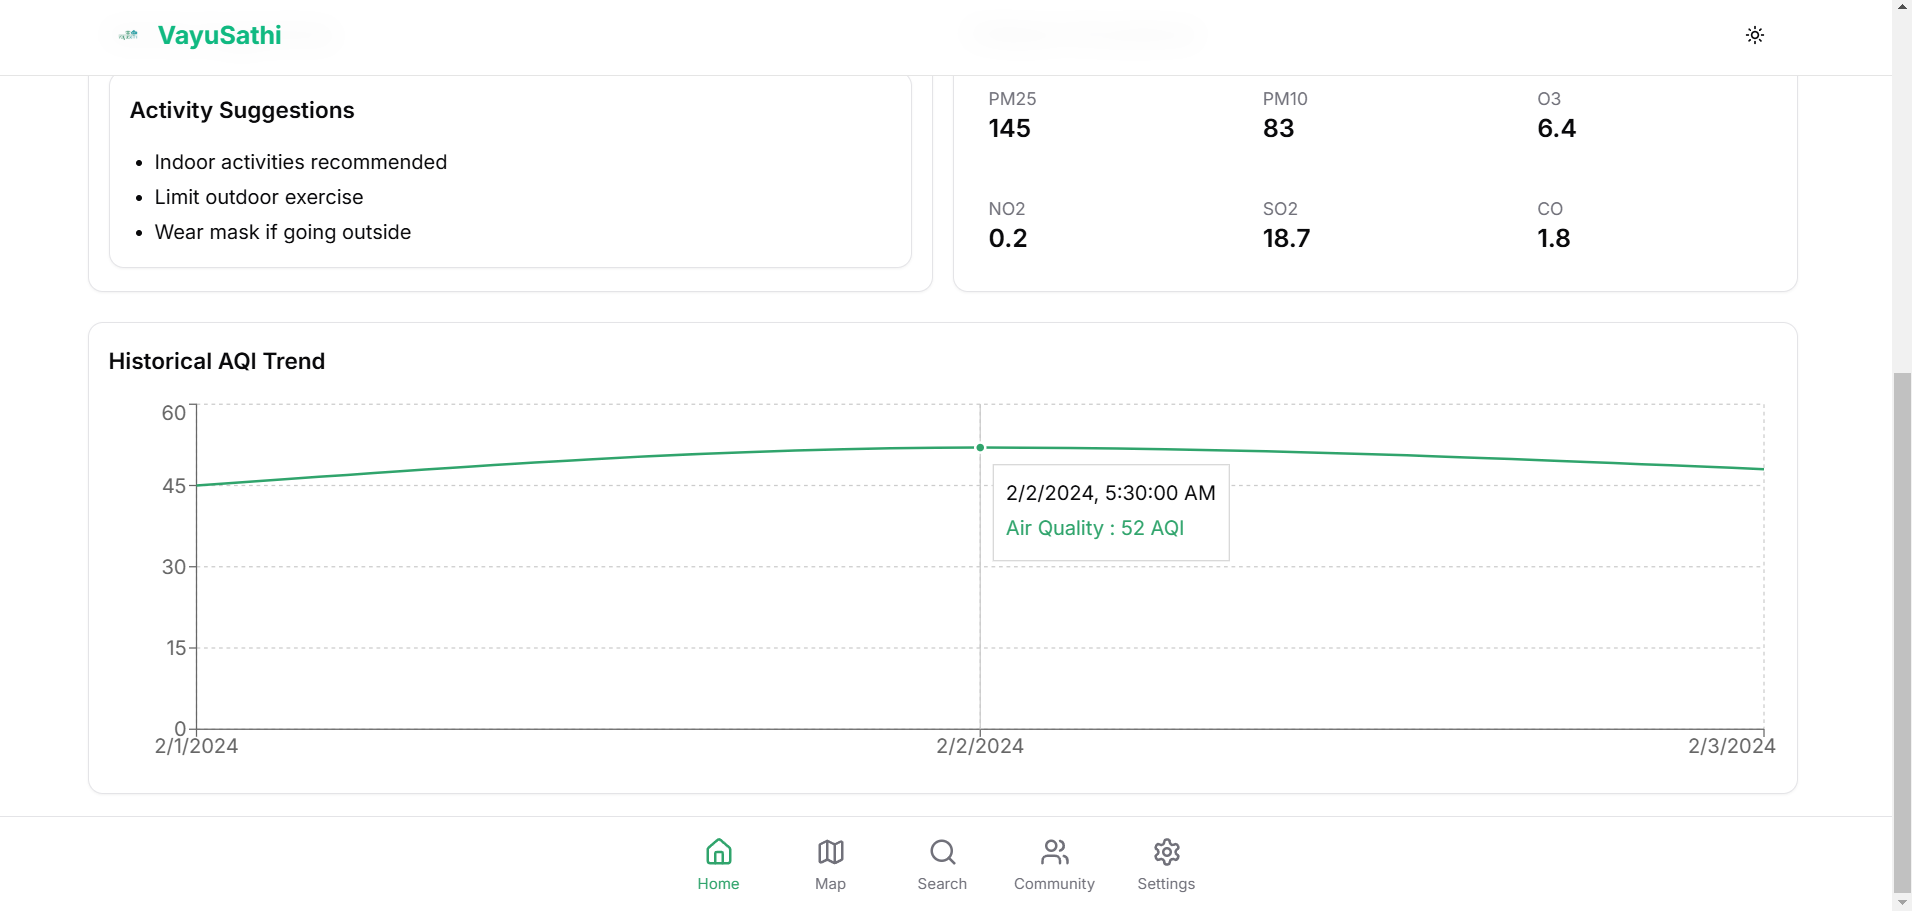 VayuSathi
Activity Suggestions
• Indoor activities recommended
• Limit outdoor exercise
• Wear mask if going outside
PM25
145
PM10
83
O3
6.4
NO2
0.2
SO2
18.7
CO
1.8
Historical AQI Trend
60
45
30
15
0
2/2/2024, 5:30:00 AM
Air Quality : 52 AQI
2/1/2024
2/2/2024
2/3/2024
Home
Map
Search
Community
Settings